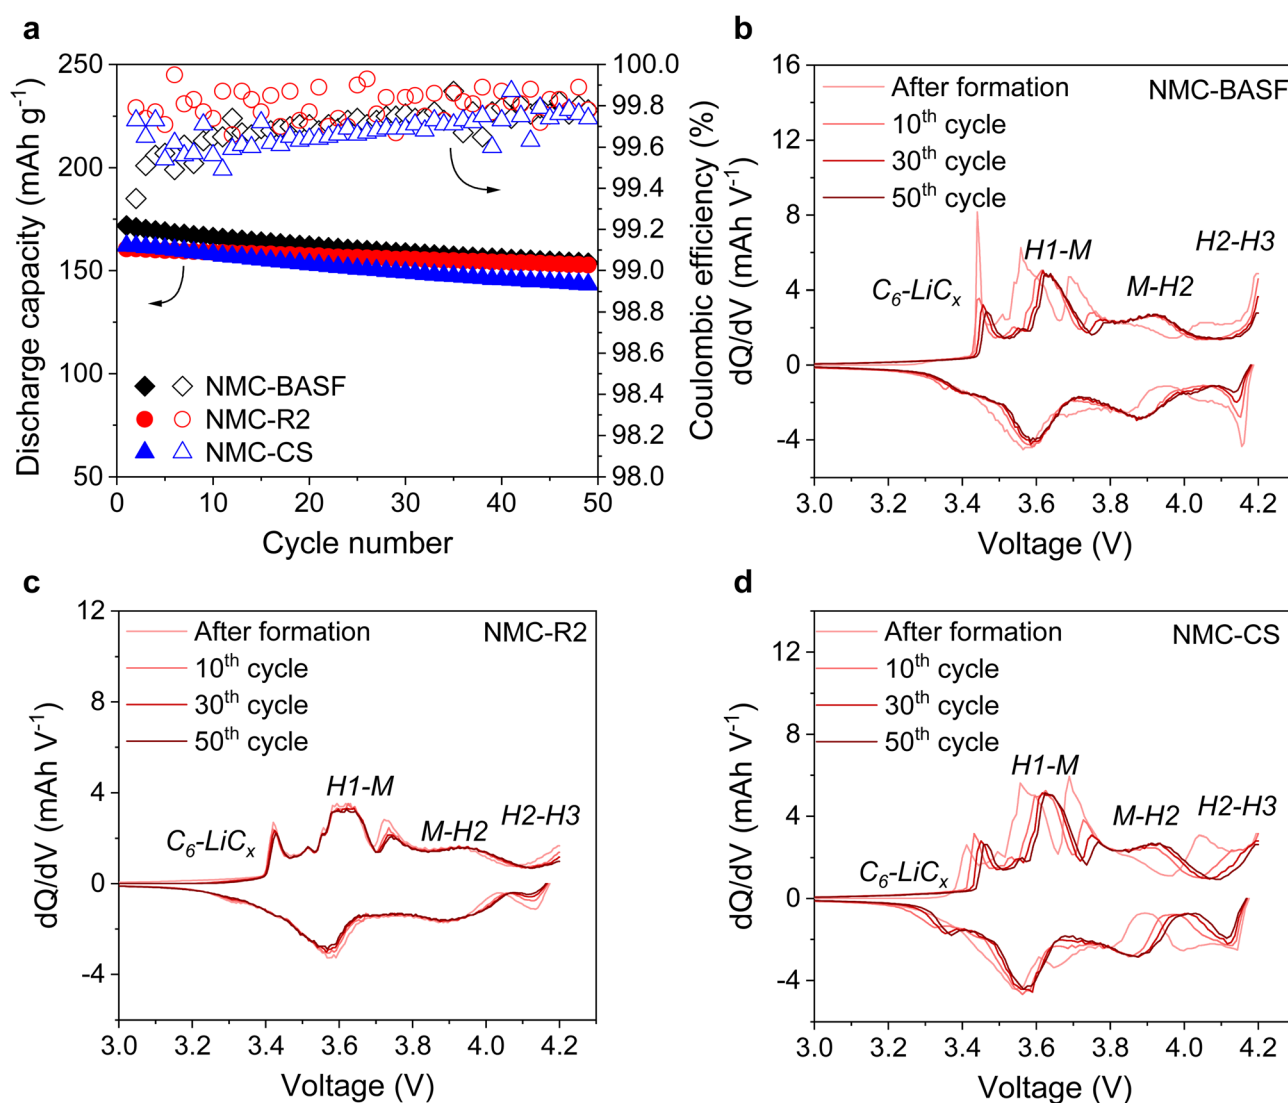 a
250
200
150
100
50
0
10
20
30
40
50
100.0
99.8
99.6
99.4
99.2
99.0
98.8
98.6
98.4
98.2
98.0
Discharge capacity (mAh g⁻¹)
Coulombic efficiency (%)
Cycle number
NMC-BASF
NMC-R2
NMC-CS
b
16
12
8
4
0
-4
3.0
3.2
3.4
3.6
3.8
4.0
4.2
dQ/dV (mAh V⁻¹)
Voltage (V)
After formation
10ᵗʰ cycle
30ᵗʰ cycle
50ᵗʰ cycle
NMC-BASF
C₆-LiCₓ
H1-M
M-H2
H2-H3
c
12
8
4
0
-4
3.0
3.2
3.4
3.6
3.8
4.0
4.2
dQ/dV (mAh V⁻¹)
Voltage (V)
After formation
10ᵗʰ cycle
30ᵗʰ cycle
50ᵗʰ cycle
NMC-R2
C₆-LiCₓ
H1-M
M-H2
H2-H3
d
12
8
4
0
-4
3.0
3.2
3.4
3.6
3.8
4.0
4.2
dQ/dV (mAh V⁻¹)
Voltage (V)
After formation
10ᵗʰ cycle
30ᵗʰ cycle
50ᵗʰ cycle
NMC-CS
C₆-LiCₓ
H1-M
M-H2
H2-H3